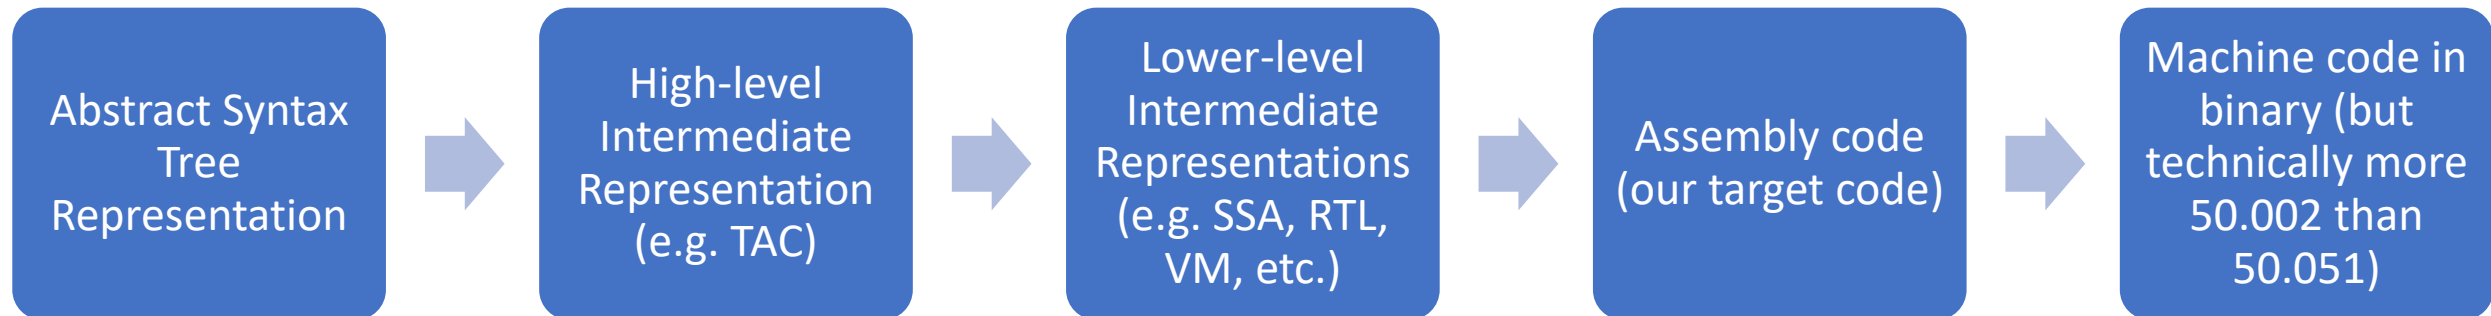 Abstract Syntax
Tree
Representation
High-level
Intermediate
Representation
(e.g. TAC)
Lower-level
Intermediate
Representations
(e.g. SSA, RTL,
VM, etc.)
Assembly code
(our target code)
Machine code in
binary (but
technically more
50.002 than
50.051)